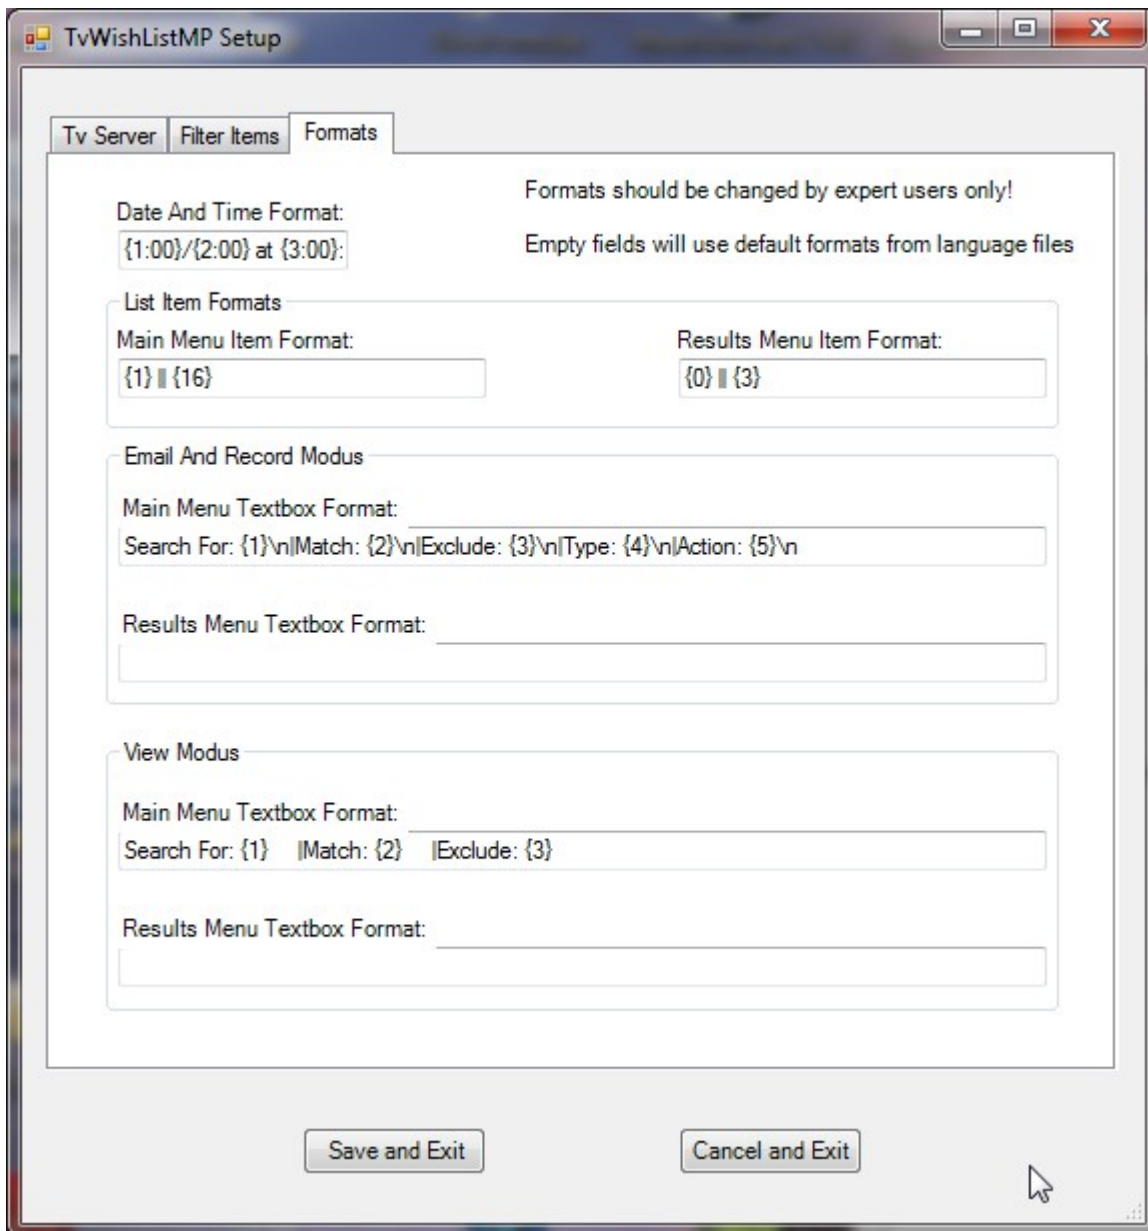 TvWishListMP Setup
Tv Server
Filter Items
Formats
Formats should be changed by expert users only!
Date And Time Format:
{1:00}/{2:00} at {3:00}:
Empty fields will use default formats from language files
List Item Formats
Main Menu Item Format:
Results Menu Item Format:
{1} || {16}
{0} || {3}
Email And Record Modus
Main Menu Textbox Format:
Search For: {1}\n|Match: {2}\n|Exclude: {3}\n|Type: {4}\n|Action: {5}\n
Results Menu Textbox Format:
View Modus
Main Menu Textbox Format:
Search For: {1}     |Match: {2}     |Exclude: {3}
Results Menu Textbox Format:
Save and Exit
Cancel and Exit